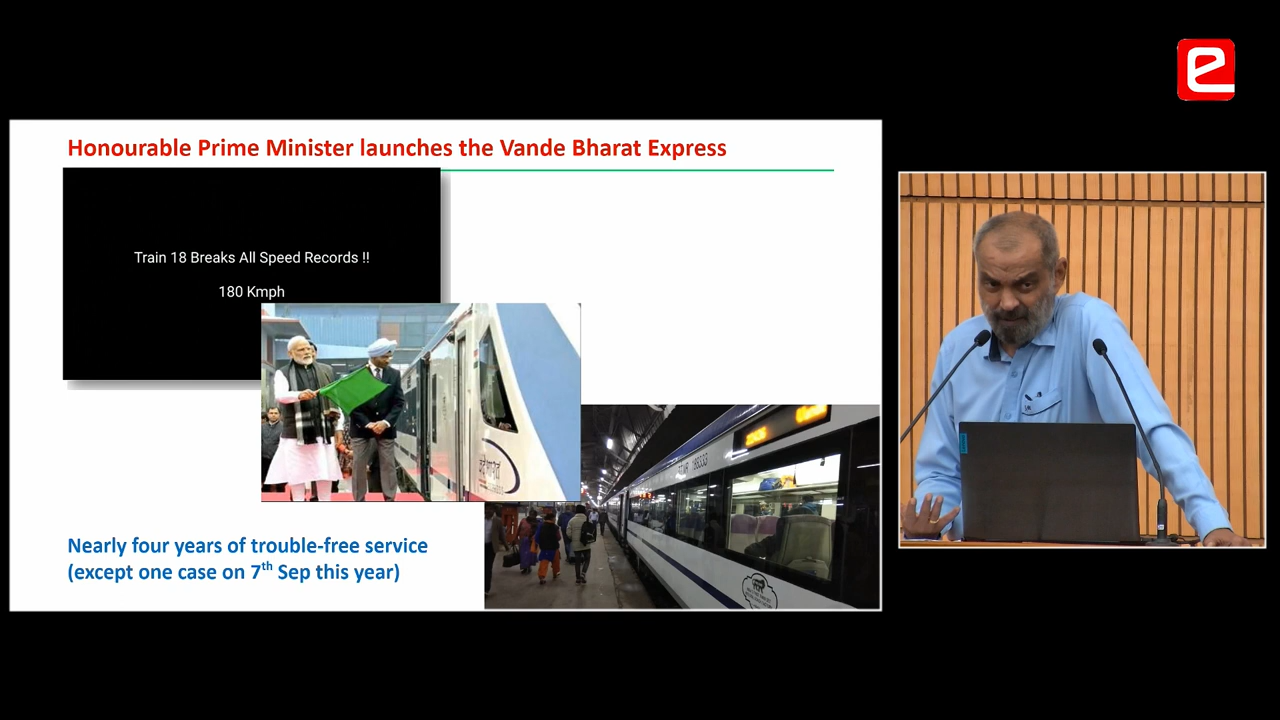 Honourable Prime Minister launches the Vande Bharat Express
Train 18 Breaks All Speed Records !!
180 Kmph
Nearly four years of trouble-free service
(except one case on 7th Sep this year)
e